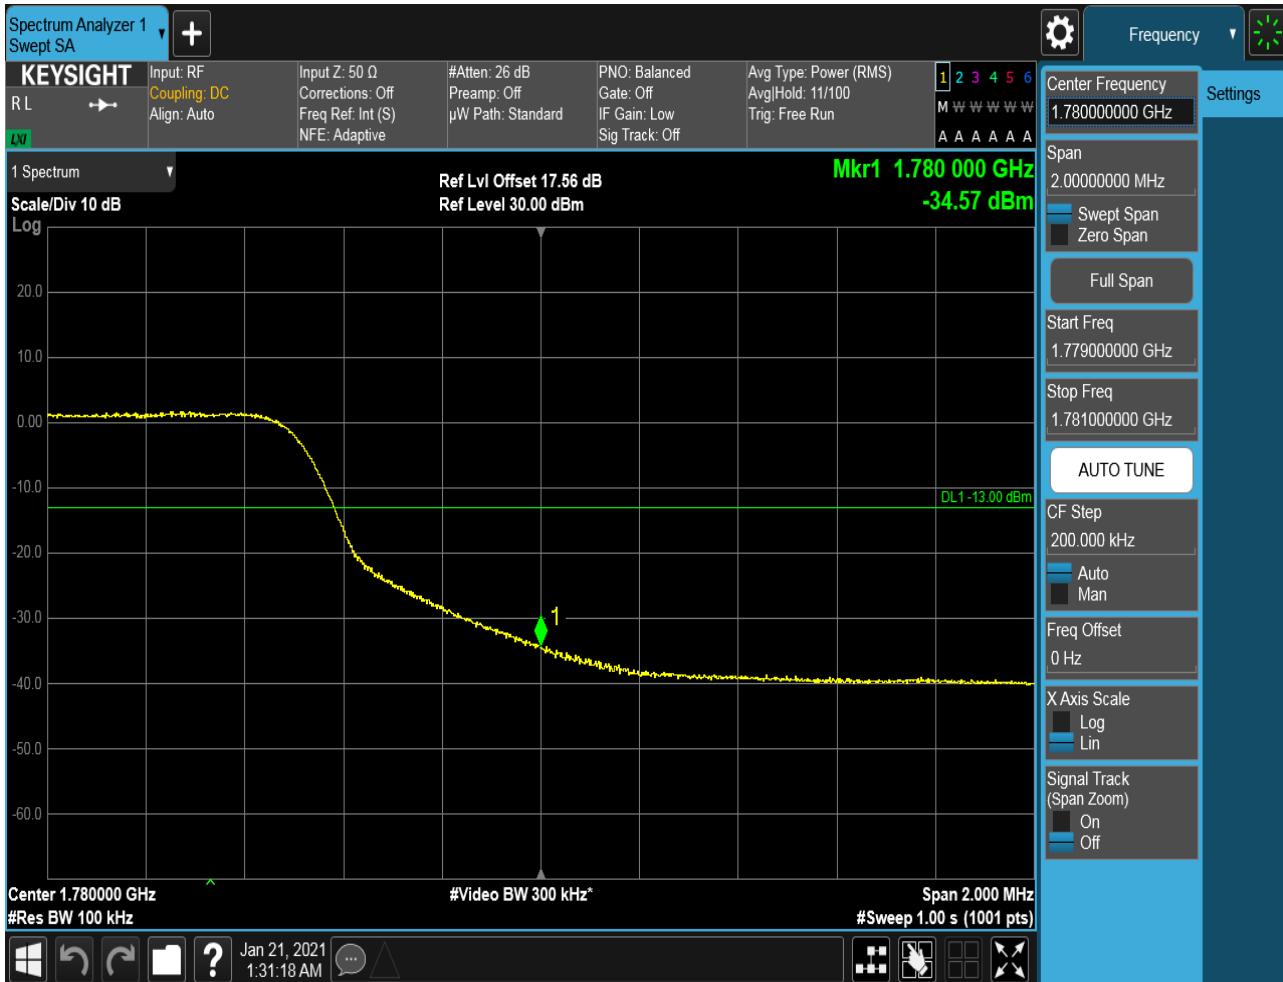 Spectrum Analyzer 1
Swept SA
+
Frequency
KEYSIGHT
R L
LXI
Input: RF
Coupling: DC
Align: Auto
Input Z: 50 Ω
Corrections: Off
Freq Ref: Int (S)
NFE: Adaptive
#Atten: 26 dB
Preamp: Off
µW Path: Standard
PNO: Balanced
Gate: Off
IF Gain: Low
Sig Track: Off
Avg Type: Power (RMS)
Avg|Hold: 11/100
Trig: Free Run
1 2 3 4 5 6
M W W W W W
A A A A A A
1 Spectrum
Scale/Div 10 dB
Log
Ref Lvl Offset 17.56 dB
Ref Level 30.00 dBm
Mkr1 1.780 000 GHz
-34.57 dBm
20.0
10.0
0.00
-10.0
DL1 -13.00 dBm
-20.0
-30.0
1
-40.0
-50.0
-60.0
Center 1.780000 GHz
#Video BW 300 kHz*
Span 2.000 MHz
#Res BW 100 kHz
#Sweep 1.00 s (1001 pts)
?
Jan 21, 2021
1:31:18 AM
Center Frequency
1.780000000 GHz
Settings
Span
2.00000000 MHz
Swept Span
Zero Span
Full Span
Start Freq
1.779000000 GHz
Stop Freq
1.781000000 GHz
AUTO TUNE
CF Step
200.000 kHz
Auto
Man
Freq Offset
0 Hz
X Axis Scale
Log
Lin
Signal Track
(Span Zoom)
On
Off